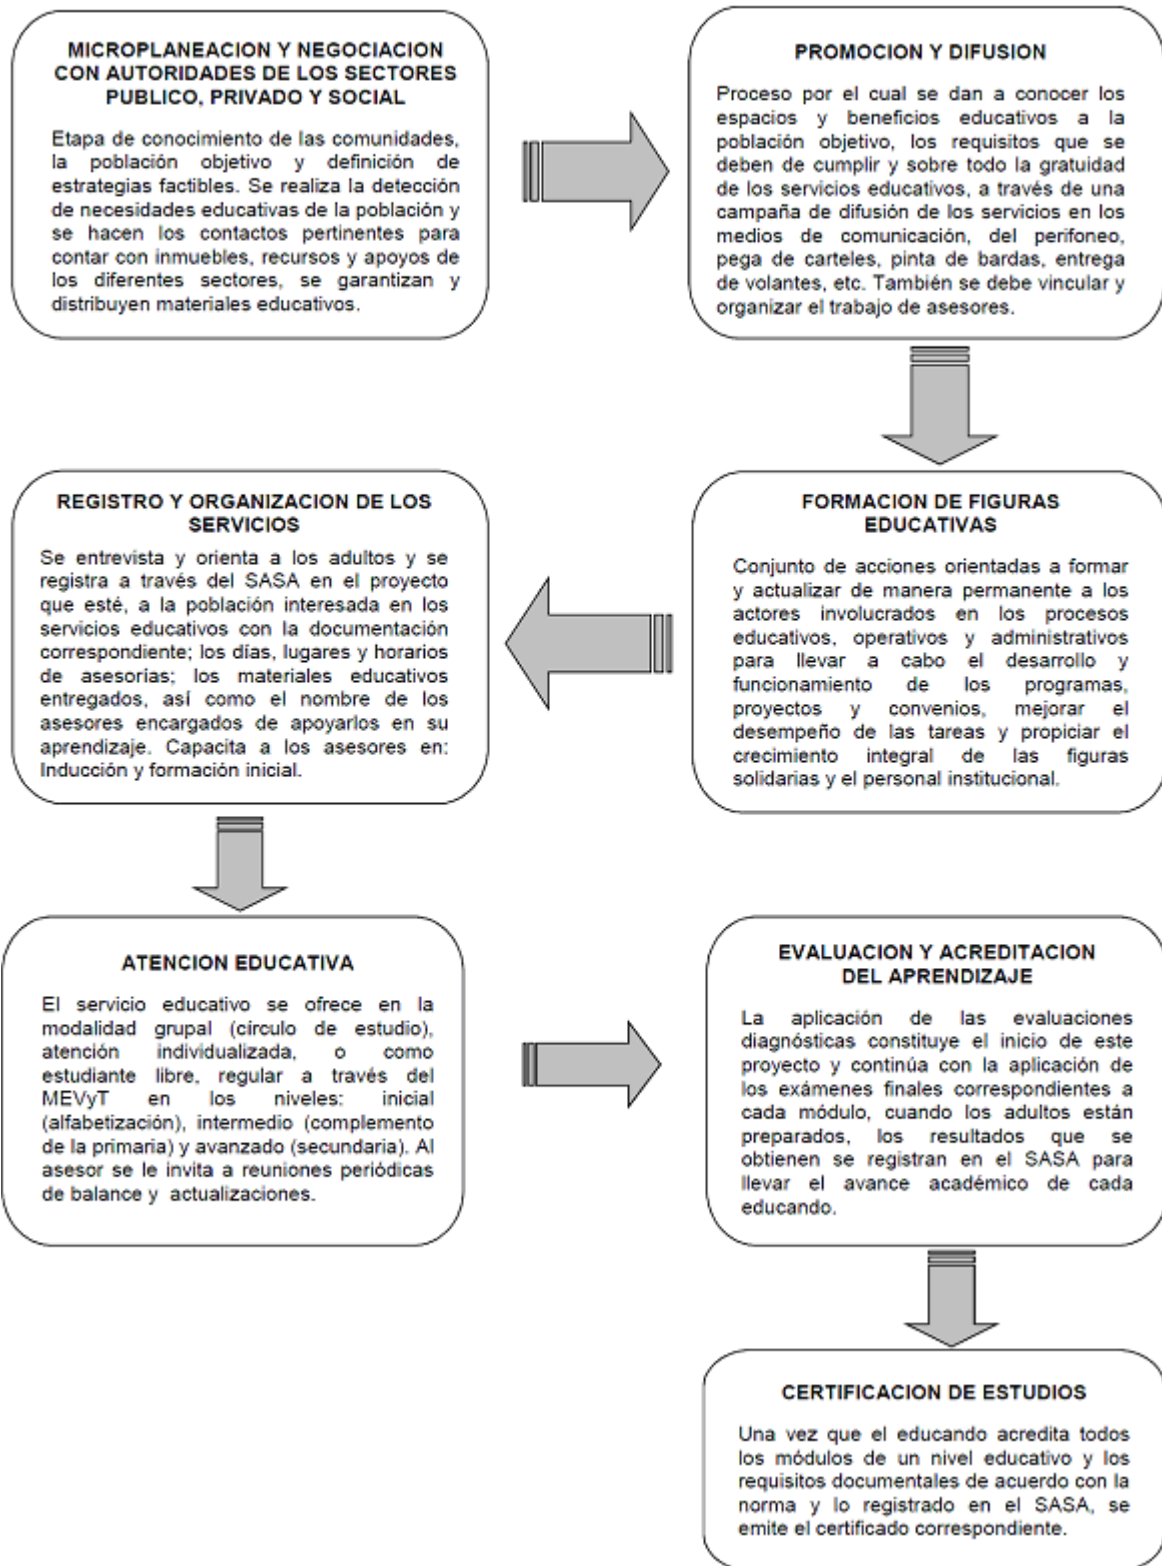 MICROPLANEACION Y NEGOCIACION
CON AUTORIDADES DE LOS SECTORES
PUBLICO, PRIVADO Y SOCIAL
Etapa de conocimiento de las comunidades,
la población objetivo y definición de
estrategias factibles. Se realiza la detección
de necesidades educativas de la población y
se hacen los contactos pertinentes para
contar con inmuebles, recursos y apoyos de
los diferentes sectores, se garantizan y
distribuyen materiales educativos.
PROMOCION Y DIFUSION
Proceso por el cual se dan a conocer los
espacios y beneficios educativos a la
población objetivo, los requisitos que se
deben de cumplir y sobre todo la gratuidad
de los servicios educativos, a través de una
campaña de difusión de los servicios en los
medios de comunicación, del perifoneo,
pega de carteles, pinta de bardas, entrega
de volantes, etc. También se debe vincular y
organizar el trabajo de asesores.
FORMACION DE FIGURAS
EDUCATIVAS
Conjunto de acciones orientadas a formar
y actualizar de manera permanente a los
actores involucrados en los procesos
educativos, operativos y administrativos
para llevar a cabo el desarrollo y
funcionamiento de los programas,
proyectos y convenios, mejorar el
desempeño de las tareas y propiciar el
crecimiento integral de las figuras
solidarias y el personal institucional.
REGISTRO Y ORGANIZACION DE LOS
SERVICIOS
Se entrevista y orienta a los adultos y se
registra a través del SASA en el proyecto
que esté, a la población interesada en los
servicios educativos con la documentación
correspondiente; los días, lugares y horarios
de asesorías; los materiales educativos
entregados, así como el nombre de los
asesores encargados de apoyarlos en su
aprendizaje. Capacita a los asesores en:
Inducción y formación inicial.
ATENCION EDUCATIVA
El servicio educativo se ofrece en la
modalidad grupal (círculo de estudio),
atención individualizada, o como
estudiante libre, regular a través del
MEVyT en los niveles: inicial
(alfabetización), intermedio (complemento
de la primaria) y avanzado (secundaria). Al
asesor se le invita a reuniones periódicas
de balance y actualizaciones.
EVALUACION Y ACREDITACION
DEL APRENDIZAJE
La aplicación de las evaluaciones
diagnósticas constituye el inicio de este
proyecto y continúa con la aplicación de
los exámenes finales correspondientes a
cada módulo, cuando los adultos están
preparados, los resultados que se
obtienen se registran en el SASA para
llevar el avance académico de cada
educando.
CERTIFICACION DE ESTUDIOS
Una vez que el educando acredita todos
los módulos de un nivel educativo y los
requisitos documentales de acuerdo con la
norma y lo registrado en el SASA, se
emite el certificado correspondiente.